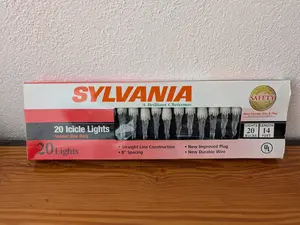 SYLVANIA
A Brilliant Christmas
SAFETY
20 Icicle Lights
20
14
20 Lights
• Straight Line Construction
• New Improved Plug
• 8" Spacing
• New Durable Wire
UL